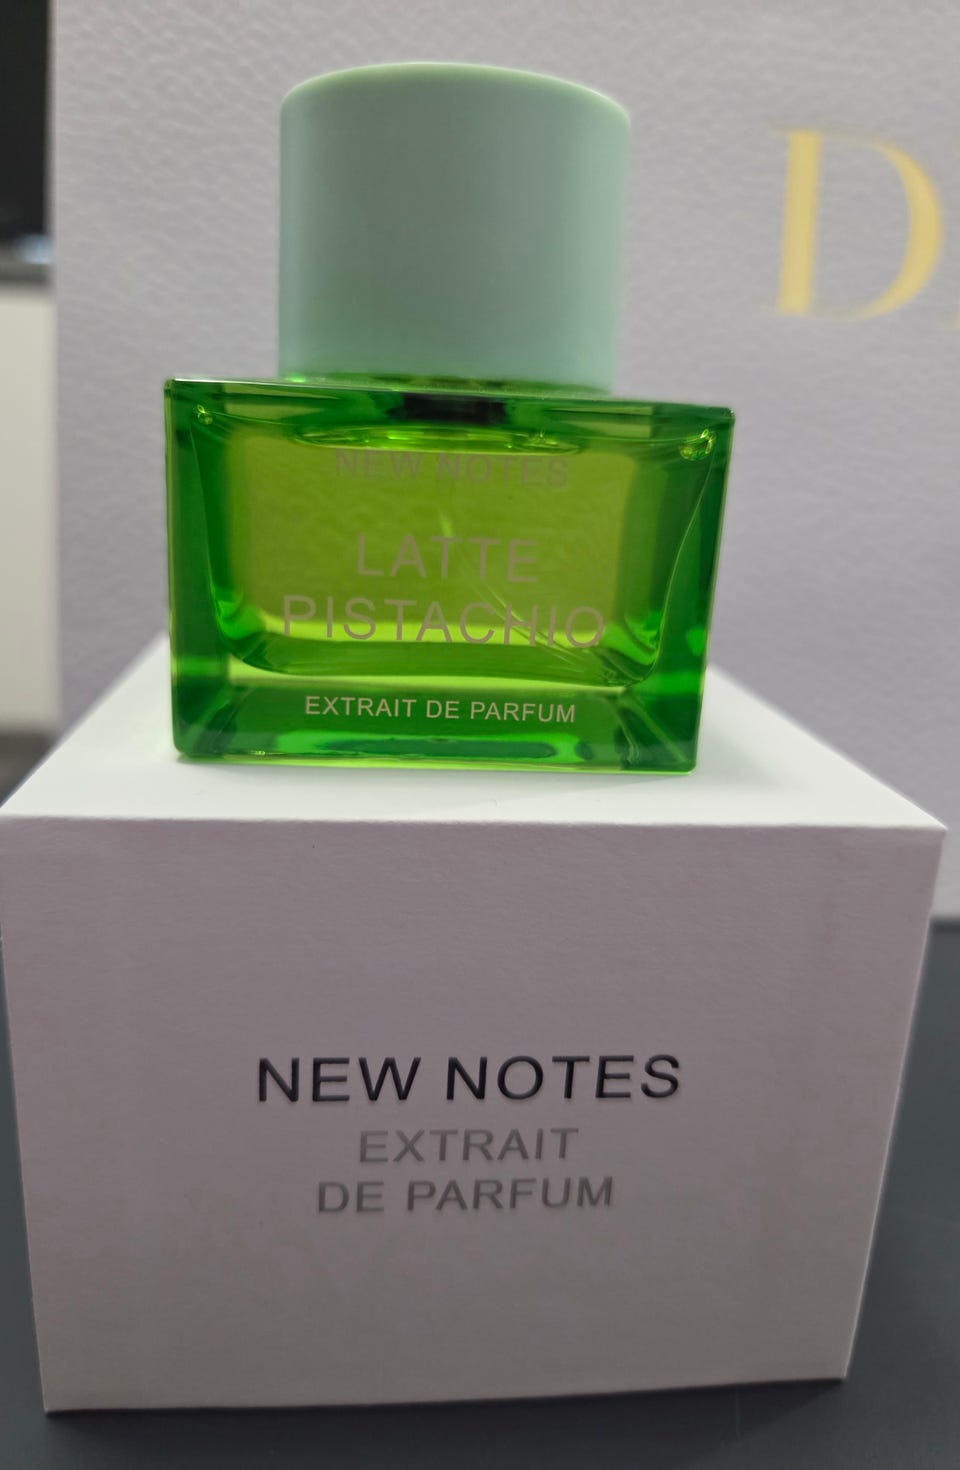 NEW NOTES
LATTE
PISTACHIO
EXTRAIT DE PARFUM
NEW NOTES
EXTRAIT
DE PARFUM